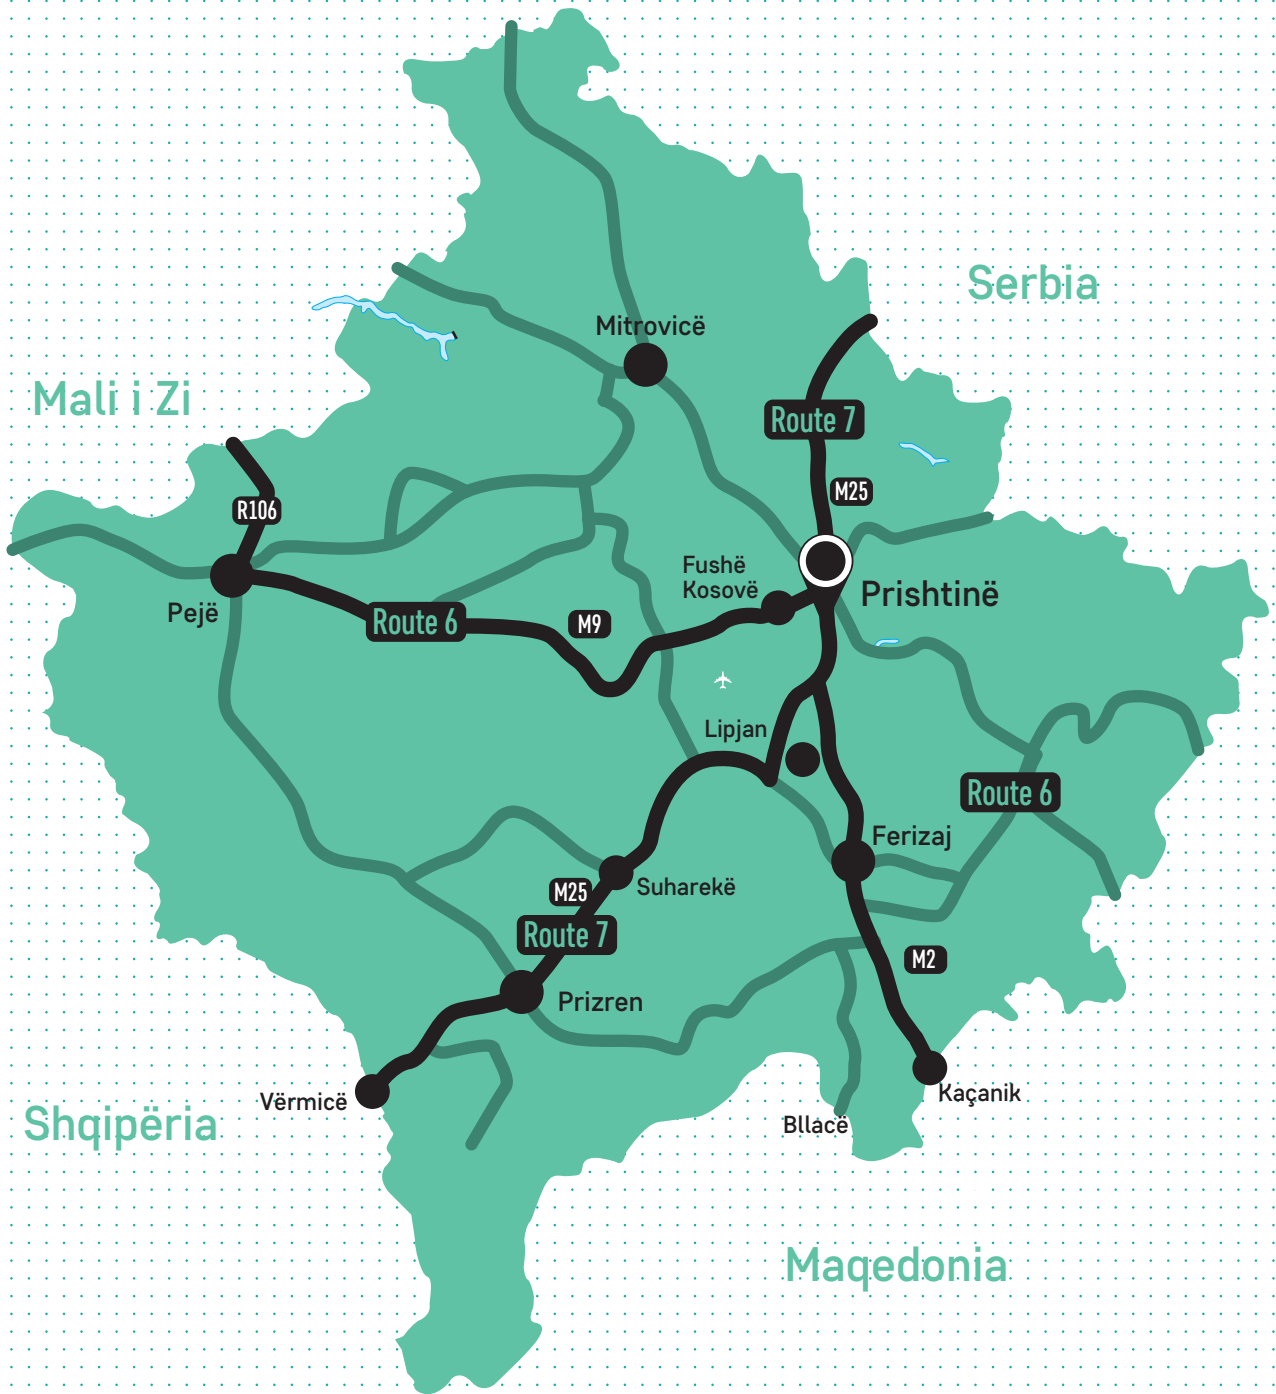 Serbia
Mitrovicë
Mali i Zi
Route 7
M25
R106
Fushë
Kosovë
Prishtinë
Pejë
Route 6
M9
Lipjan
Route 6
Ferizaj
M25
Suharekë
Route 7
M2
Prizren
Vërmicë
Kaçanik
Shqipëria
Bllacë
Maqedonia